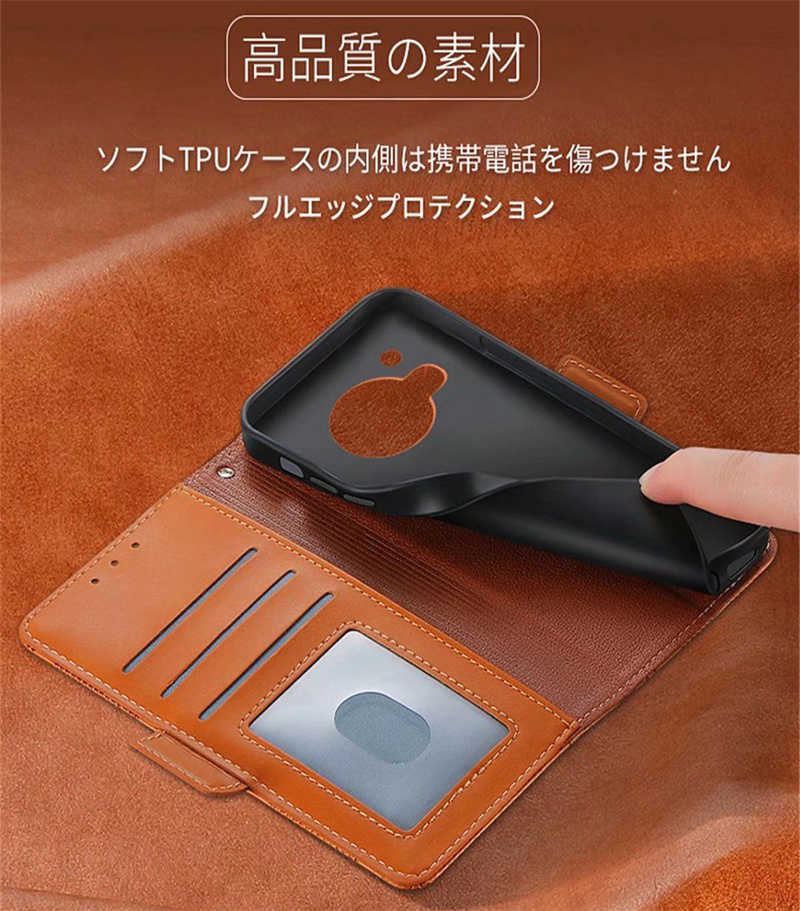 高品質の素材
ソフトTPUケースの内側は携帯電話を傷つけません
フルエッジプロテクション